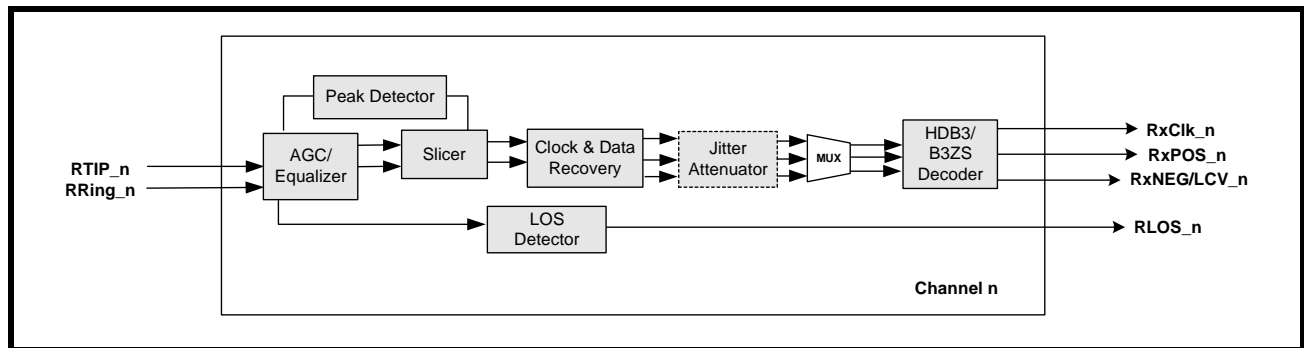 Peak Detector
RTIP_n
RRing_n
AGC/
Equalizer
Slicer
Clock & Data
Recovery
Jitter
Attenuator
MUX
HDB3/
B3ZS
Decoder
RxClk_n
RxPOS_n
RxNEG/LCV_n
LOS
Detector
RLOS_n
Channel n